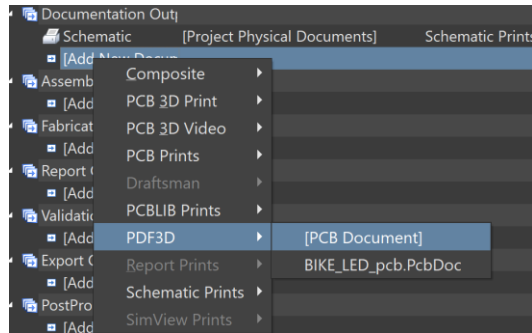 Documentation Outp
Schematic [Project Physical Documents] Schematic Prints
[Add New Docum
Composite
Assemb
PCB 3D Print
[Add
Fabricat
PCB 3D Video
[Add
PCB Prints
Report
Draftsman
[Add
Validatio
PCBLIB Prints
[Add
PDF3D [PCB Document]
Export
Report Prints BIKE_LED_pcb.PcbDoc
[Add
Schematic Prints
PostPro
SimView Prints
[Add